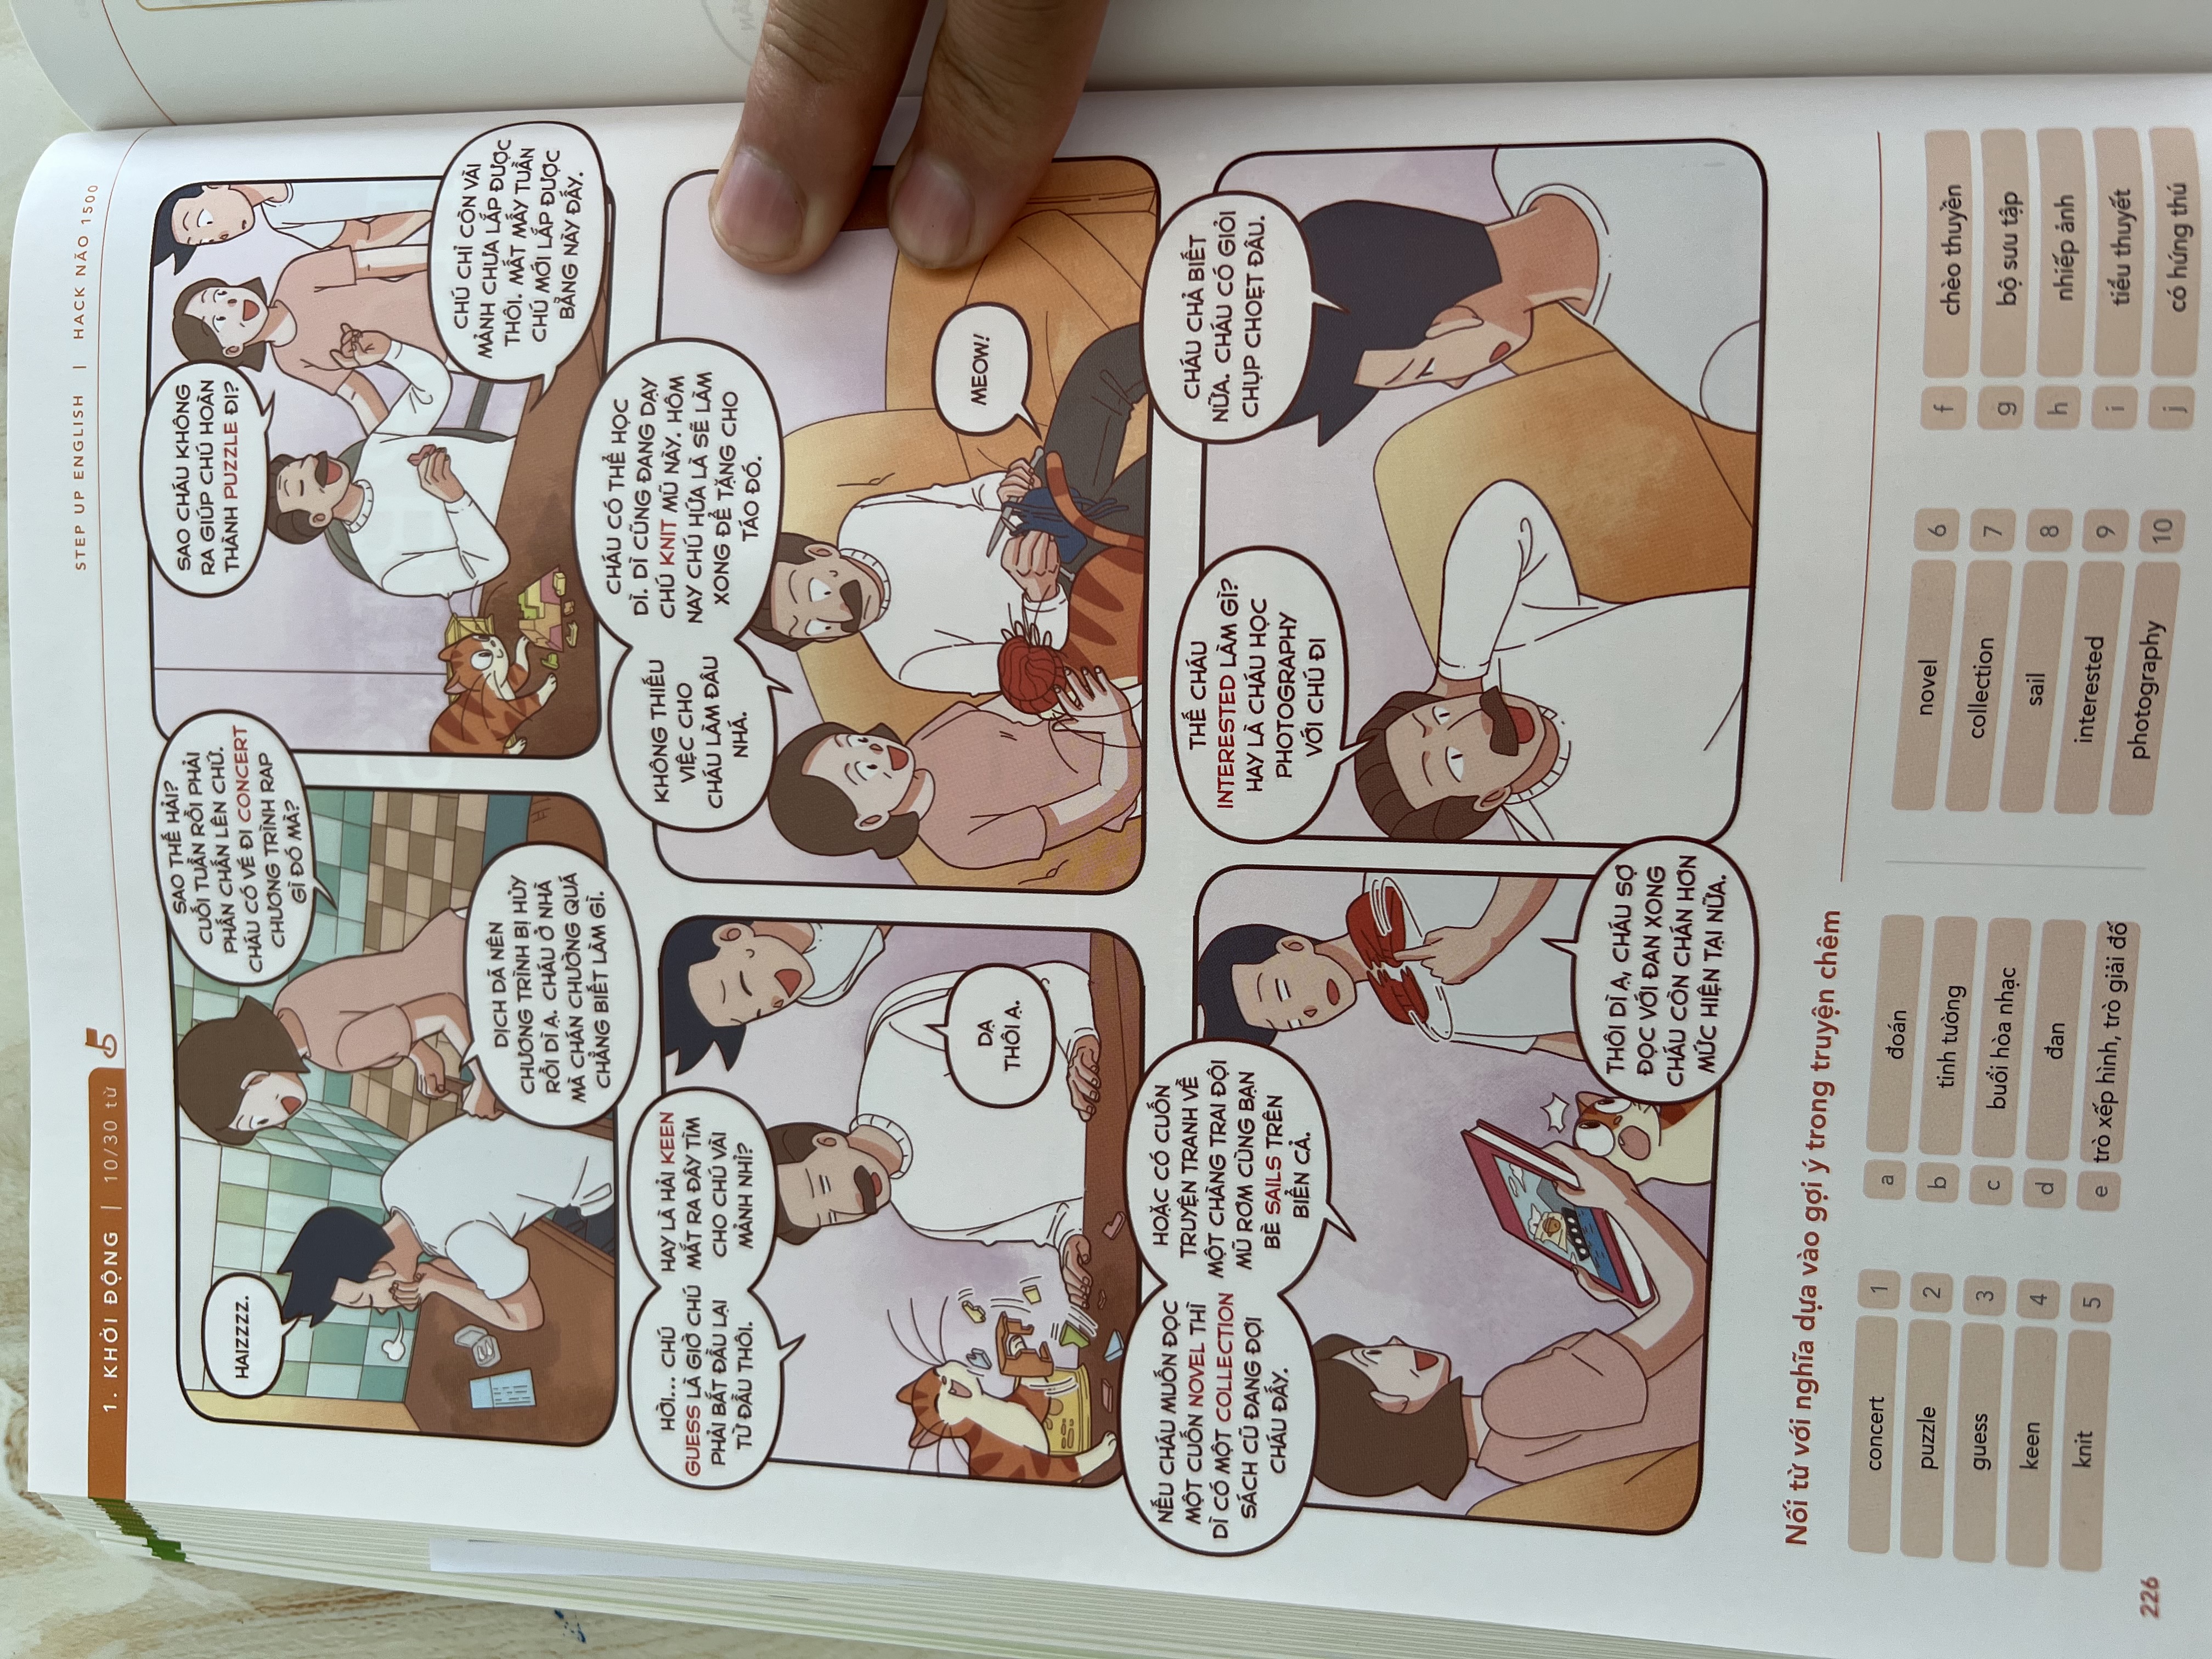 STEP UP ENGLISH | HACK NÃO 1500
1. KHỞI ĐỘNG | 10/30 từ
HAIZZZZ.
SAO THẾ HẢI?
CUỐI TUẦN RỒI PHẢI
PHẤN CHẤN LÊN CHỨ.
CHÁU CÓ VÉ ĐI CONCERT
CHƯƠNG TRÌNH RAP
GÌ ĐÓ MÀ?
DỊCH DÃ NÊN
CHƯƠNG TRÌNH BỊ HỦY
RỒI DÌ Ạ. CHÁU Ở NHÀ
MÀ CHÁN CHƯỜNG QUÁ
CHẲNG BIẾT LÀM GÌ.
SAO CHÁU KHÔNG
RA GIÚP CHÚ HOÀN
THÀNH PUZZLE ĐI?
CHÚ CHỈ CÒN VÀI
MẢNH CHƯA LẮP ĐƯỢC
THÔI. MẤT MẤY TUẦN
CHÚ MỚI LẮP ĐƯỢC
BẰNG NÀY ĐẤY.
HỜI... CHÚ
GUESS LÀ GIỜ CHÚ
PHẢI BẮT ĐẦU LẠI
TỪ ĐẦU THÔI.
HAY LÀ HẢI KEEN
MẮT RA ĐÂY TÌM
CHO CHÚ VÀI
MẢNH NHỈ?
DẠ
THÔI Ạ.
KHÔNG THIẾU
VIỆC CHO
CHÁU LÀM ĐÂU
NHÁ.
CHÁU CÓ THỂ HỌC
DÌ. DÌ CŨNG ĐANG DẠY
CHÚ KNIT MŨ NÀY. HÔM
NAY CHÚ HỨA LÀ SẼ LÀM
XONG ĐỂ TẶNG CHO
TÁO ĐÓ.
MEOW!
NẾU CHÁU MUỐN ĐỌC
MỘT CUỐN NOVEL THÌ
DÌ CÓ MỘT COLLECTION
SÁCH CŨ ĐANG ĐỢI
CHÁU ĐẤY.
HOẶC CÓ CUỐN
TRUYỆN TRANH VỀ
MỘT CHÀNG TRAI ĐỘI
MŨ RƠM CÙNG BẠN
BÈ SAILS TRÊN
BIỂN CẢ.
THÔI DÌ Ạ, CHÁU SỢ
ĐỌC VỚI ĐAN XONG
CHÁU CÒN CHÁN HƠN
MỨC HIỆN TẠI NỮA.
THẾ CHÁU
INTERESTED LÀM GÌ?
HAY LÀ CHÁU HỌC
PHOTOGRAPHY
VỚI CHÚ ĐI
CHÁU CHẢ BIẾT
NỮA. CHÁU CÓ GIỎI
CHỤP CHOẸT ĐÂU.
Nối từ với nghĩa dựa vào gợi ý trong truyện chêm
concert 1
puzzle 2
guess 3
keen 4
knit 5
a đoán
b tinh tường
c buổi hòa nhạc
d đan
e trò xếp hình, trò giải đố
novel 6
collection 7
sail 8
interested 9
photography 10
f chèo thuyền
g bộ sưu tập
h nhiếp ảnh
i tiểu thuyết
j có hứng thú
226